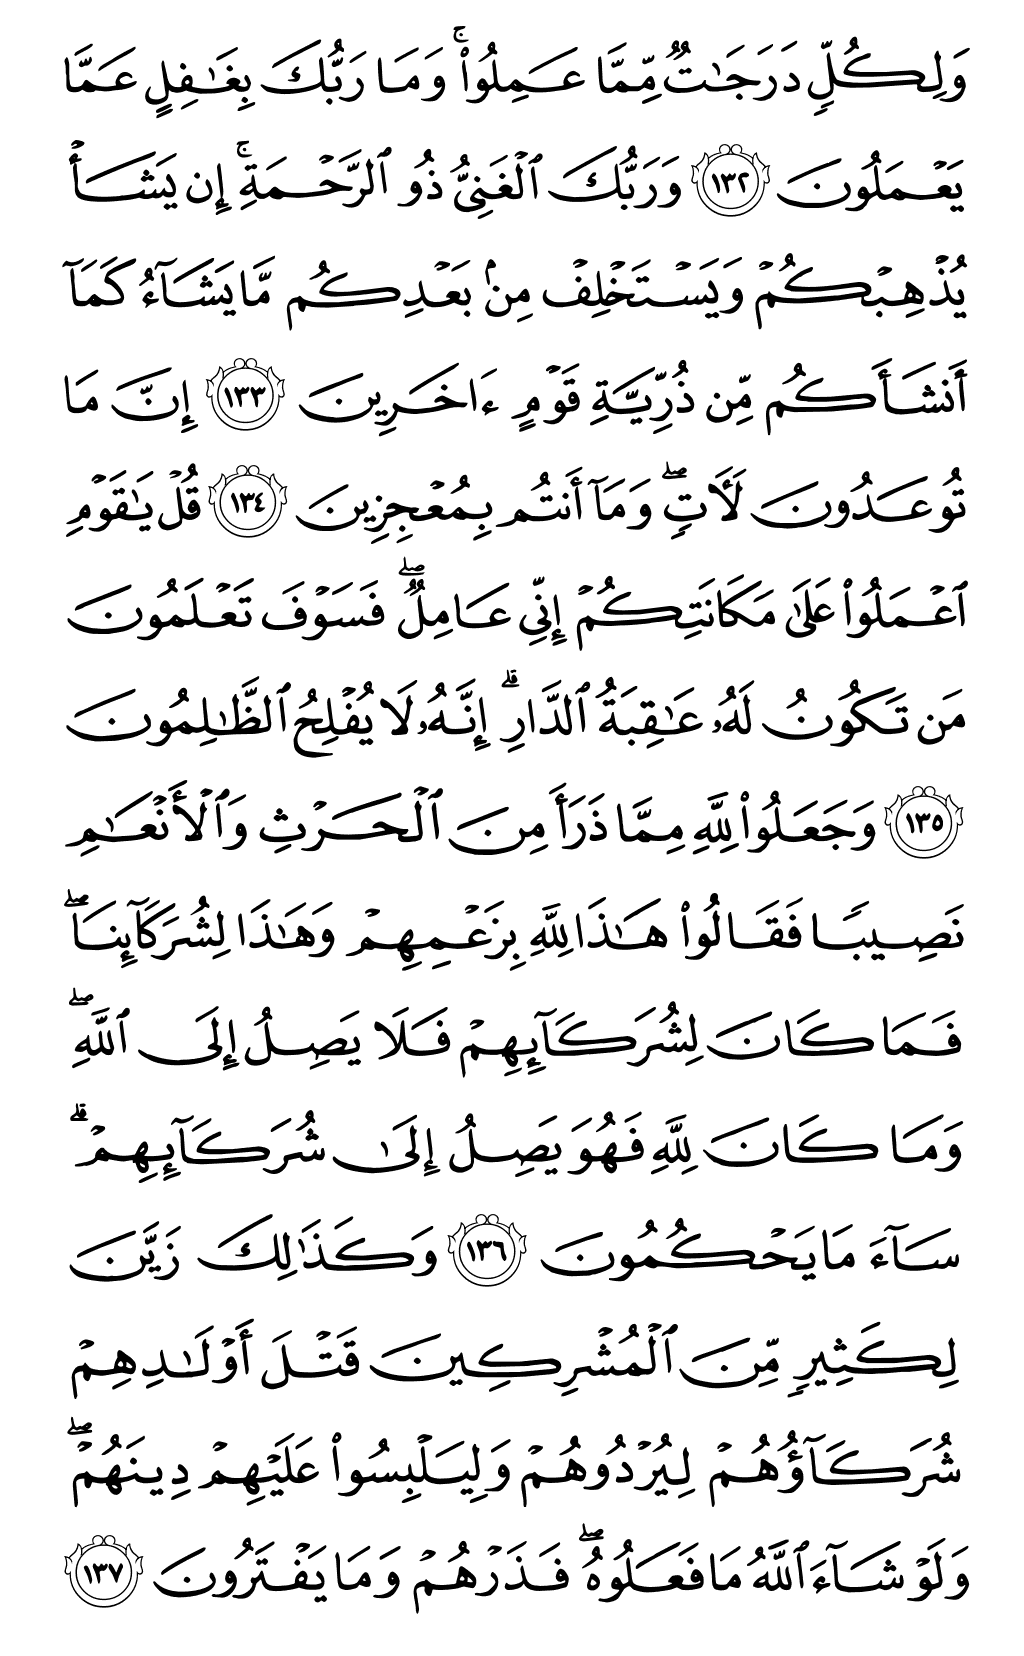 وَلِكُلٍّ دَرَجَـٰتٌ مِّمَّا عَمِلُوا۟ ۚ وَمَا رَبُّكَ بِغَـٰفِلٍ عَمَّا
يَعْمَلُونَ ١٣٢ وَرَبُّكَ ٱلْغَنِىُّ ذُو ٱلرَّحْمَةِ ۚ إِن يَشَأْ
يُذْهِبْكُمْ وَيَسْتَخْلِفْ مِنۢ بَعْدِكُم مَّا يَشَآءُ كَمَآ
أَنشَأَكُم مِّن ذُرِّيَّةِ قَوْمٍ ءَاخَرِينَ ١٣٣ إِنَّ مَا
تُوعَدُونَ لَـَٔاتٍ ۖ وَمَآ أَنتُم بِمُعْجِزِينَ ١٣٤ قُلْ يَـٰقَوْمِ
ٱعْمَلُوا۟ عَلَىٰ مَكَانَتِكُمْ إِنِّى عَامِلٌ ۖ فَسَوْفَ تَعْلَمُونَ
مَن تَكُونُ لَهُۥ عَـٰقِبَةُ ٱلدَّارِ ۗ إِنَّهُۥ لَا يُفْلِحُ ٱلظَّـٰلِمُونَ
١٣٥ وَجَعَلُوا۟ لِلَّهِ مِمَّا ذَرَأَ مِنَ ٱلْحَرْثِ وَٱلْأَنْعَـٰمِ
نَصِيبًا فَقَالُوا۟ هَـٰذَا لِلَّهِ بِزَعْمِهِمْ وَهَـٰذَا لِشُرَكَآئِنَا ۖ
فَمَا كَانَ لِشُرَكَآئِهِمْ فَلَا يَصِلُ إِلَى ٱللَّهِ ۖ
وَمَا كَانَ لِلَّهِ فَهُوَ يَصِلُ إِلَىٰ شُرَكَآئِهِمْ ۗ
سَآءَ مَا يَحْكُمُونَ ١٣٦ وَكَذَٰلِكَ زَيَّنَ
لِكَثِيرٍ مِّنَ ٱلْمُشْرِكِينَ قَتْلَ أَوْلَـٰدِهِمْ
شُرَكَآؤُهُمْ لِيُرْدُوهُمْ وَلِيَلْبِسُوا۟ عَلَيْهِمْ دِينَهُمْ ۖ
وَلَوْ شَآءَ ٱللَّهُ مَا فَعَلُوهُ ۖ فَذَرْهُمْ وَمَا يَفْتَرُونَ ١٣٧